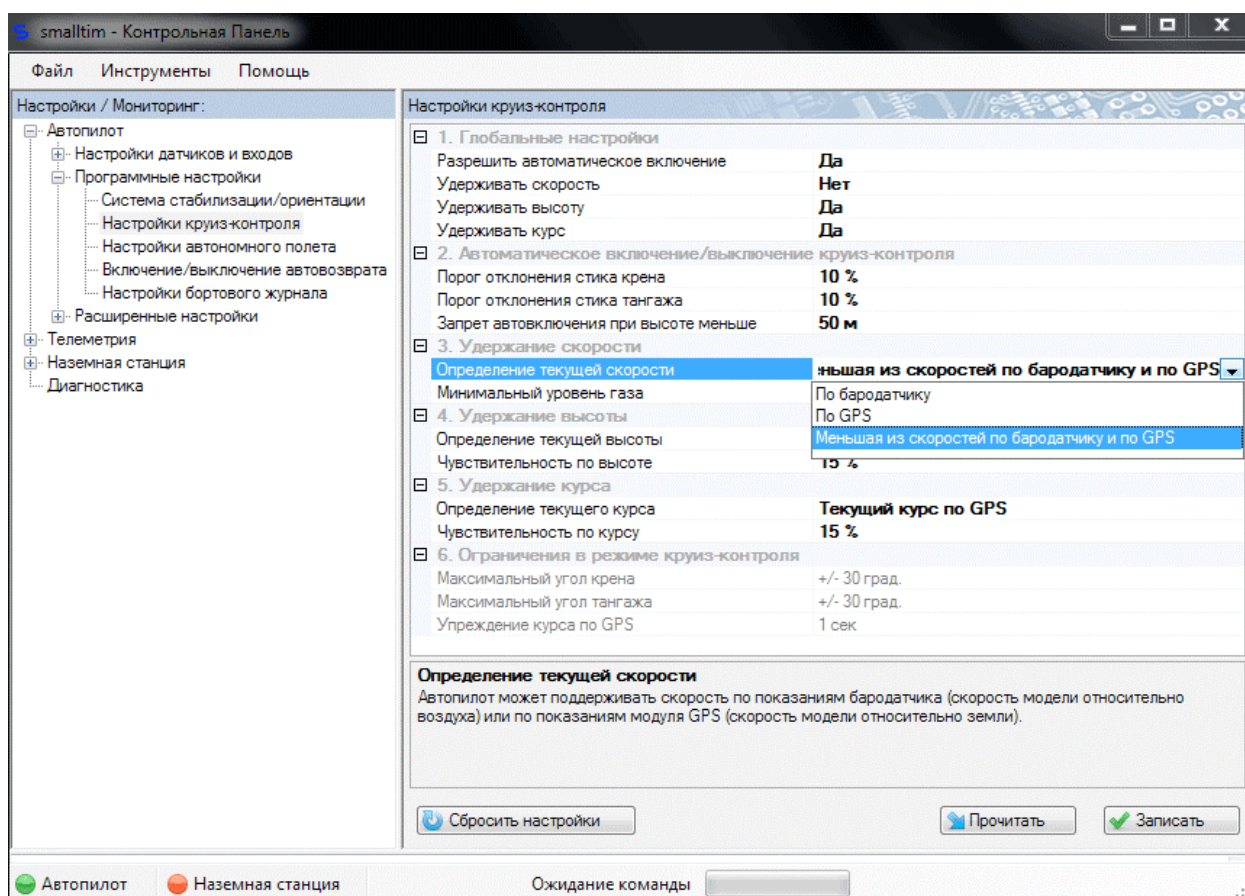 smalltim - Контрольная Панель
Файл Инструменты Помощь
Настройки / Мониторинг:
Автопилот
Настройки датчиков и входов
Программные настройки
Система стабилизации/ориентации
Настройки круиз-контроля
Настройки автономного полета
Включение/выключение автовозврата
Настройки бортового журнала
Расширенные настройки
Телеметрия
Наземная станция
Диагностика
Настройки круиз-контроля
1. Глобальные настройки
Разрешить автоматическое включение Да
Удерживать скорость Нет
Удерживать высоту Да
Удерживать курс Да
2. Автоматическое включение/выключение круиз-контроля
Порог отклонения стика крена 10 %
Порог отклонения стика тангажа 10 %
Запрет автовключения при высоте меньше 50 м
3. Удержание скорости
Определение текущей скорости ньшая из скоростей по бародатчику и по GPS
Минимальный уровень газа
По бародатчику
По GPS
Меньшая из скоростей по бародатчику и по GPS
4. Удержание высоты
Определение текущей высоты
Чувствительность по высоте 15 %
5. Удержание курса
Определение текущего курса Текущий курс по GPS
Чувствительность по курсу 15 %
6. Ограничения в режиме круиз-контроля
Максимальный угол крена +/- 30 град.
Максимальный угол тангажа +/- 30 град.
Упреждение курса по GPS 1 сек
Определение текущей скорости
Автопилот может поддерживать скорость по показаниям бародатчика (скорость модели относительно
воздуха) или по показаниям модуля GPS (скорость модели относительно земли).
Сбросить настройки Прочитать Записать
Автопилот Наземная станция Ожидание команды